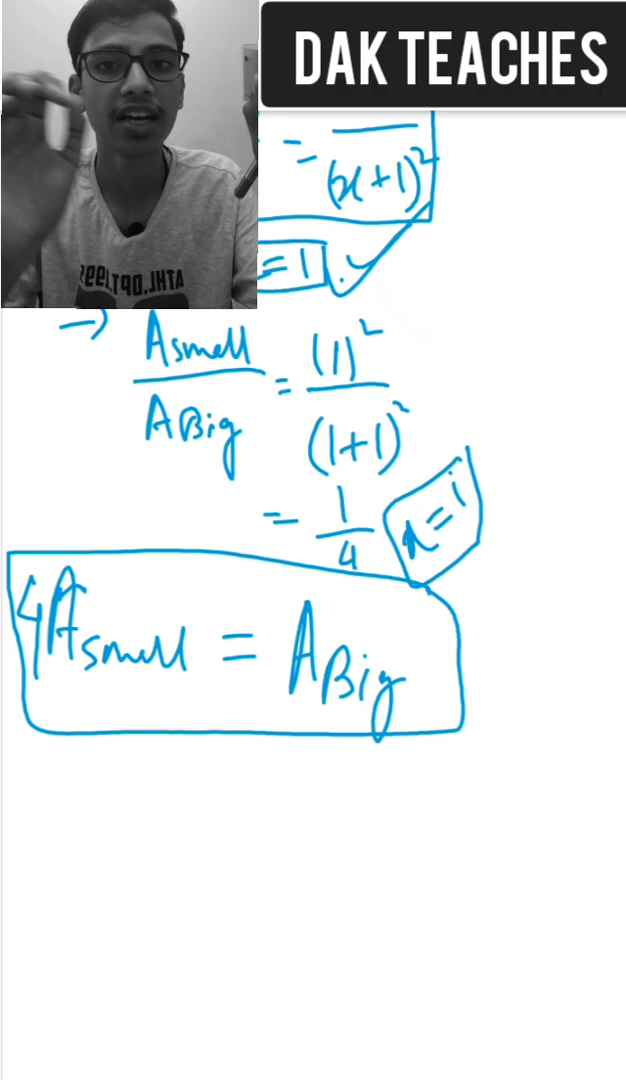 DAK TEACHES
= ―
(x+1)²
=1
→ Asmall / ABig = (1)² / (1+1)²
= 1/4
x=1
4Asmall = ABig